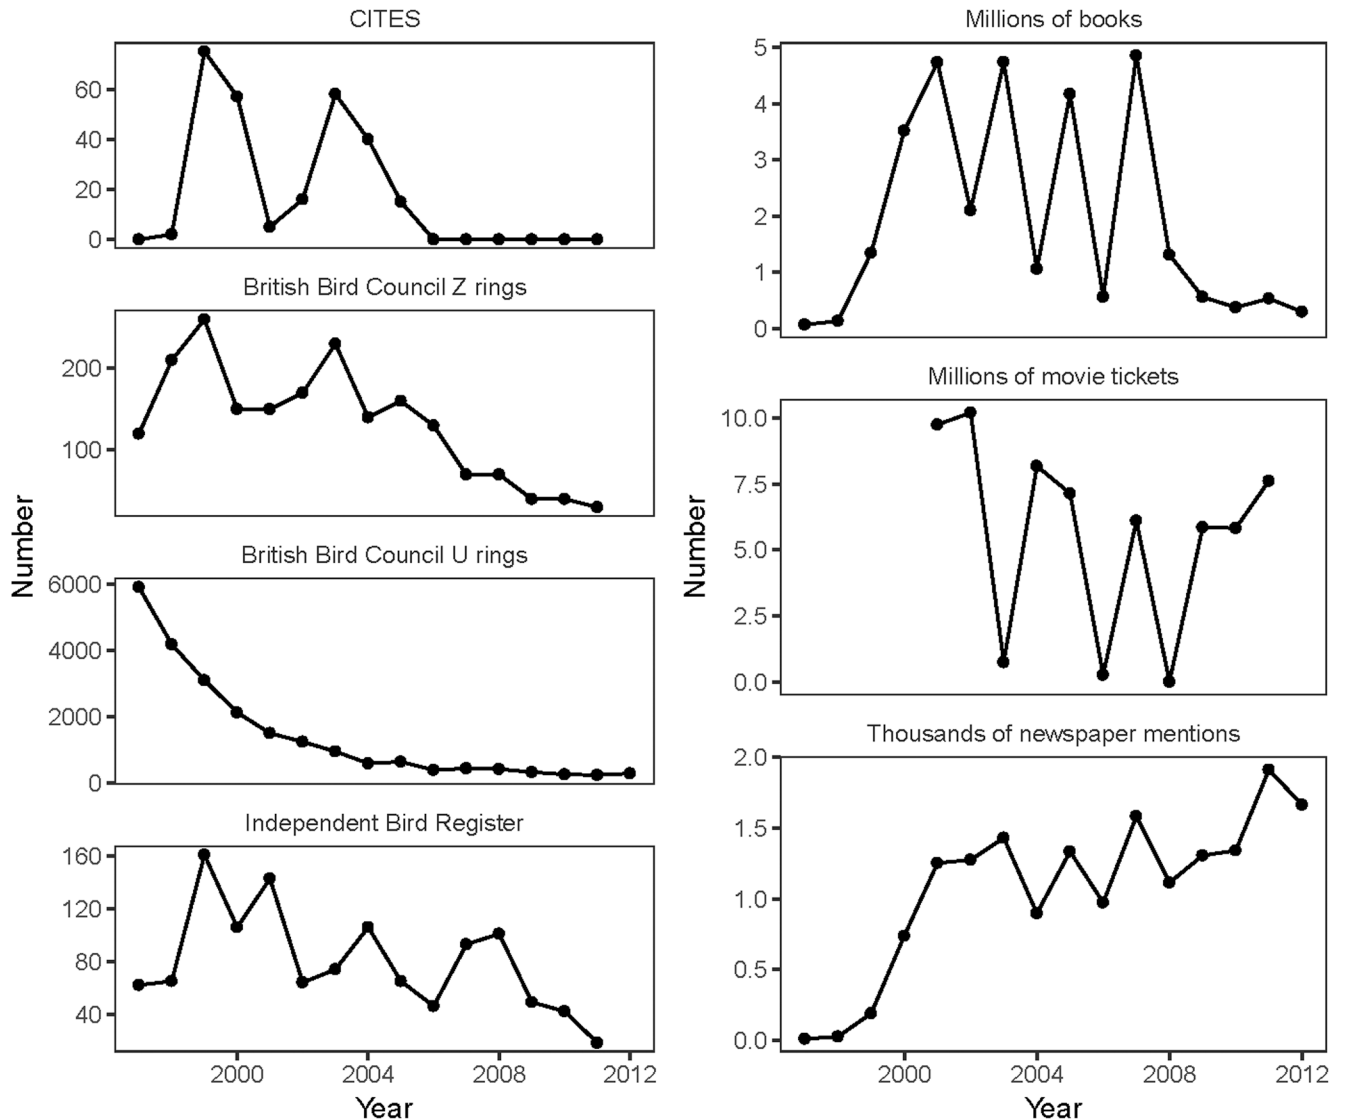 CITES
60
40
20
0
British Bird Council Z rings
200
100
British Bird Council U rings
6000
4000
2000
0
Independent Bird Register
160
120
80
40
2000 2004 2008 2012
Year
Number
Millions of books
5
4
3
2
1
0
Millions of movie tickets
10.0
7.5
5.0
2.5
0.0
Thousands of newspaper mentions
2.0
1.5
1.0
0.5
0.0
2000 2004 2008 2012
Year
Number